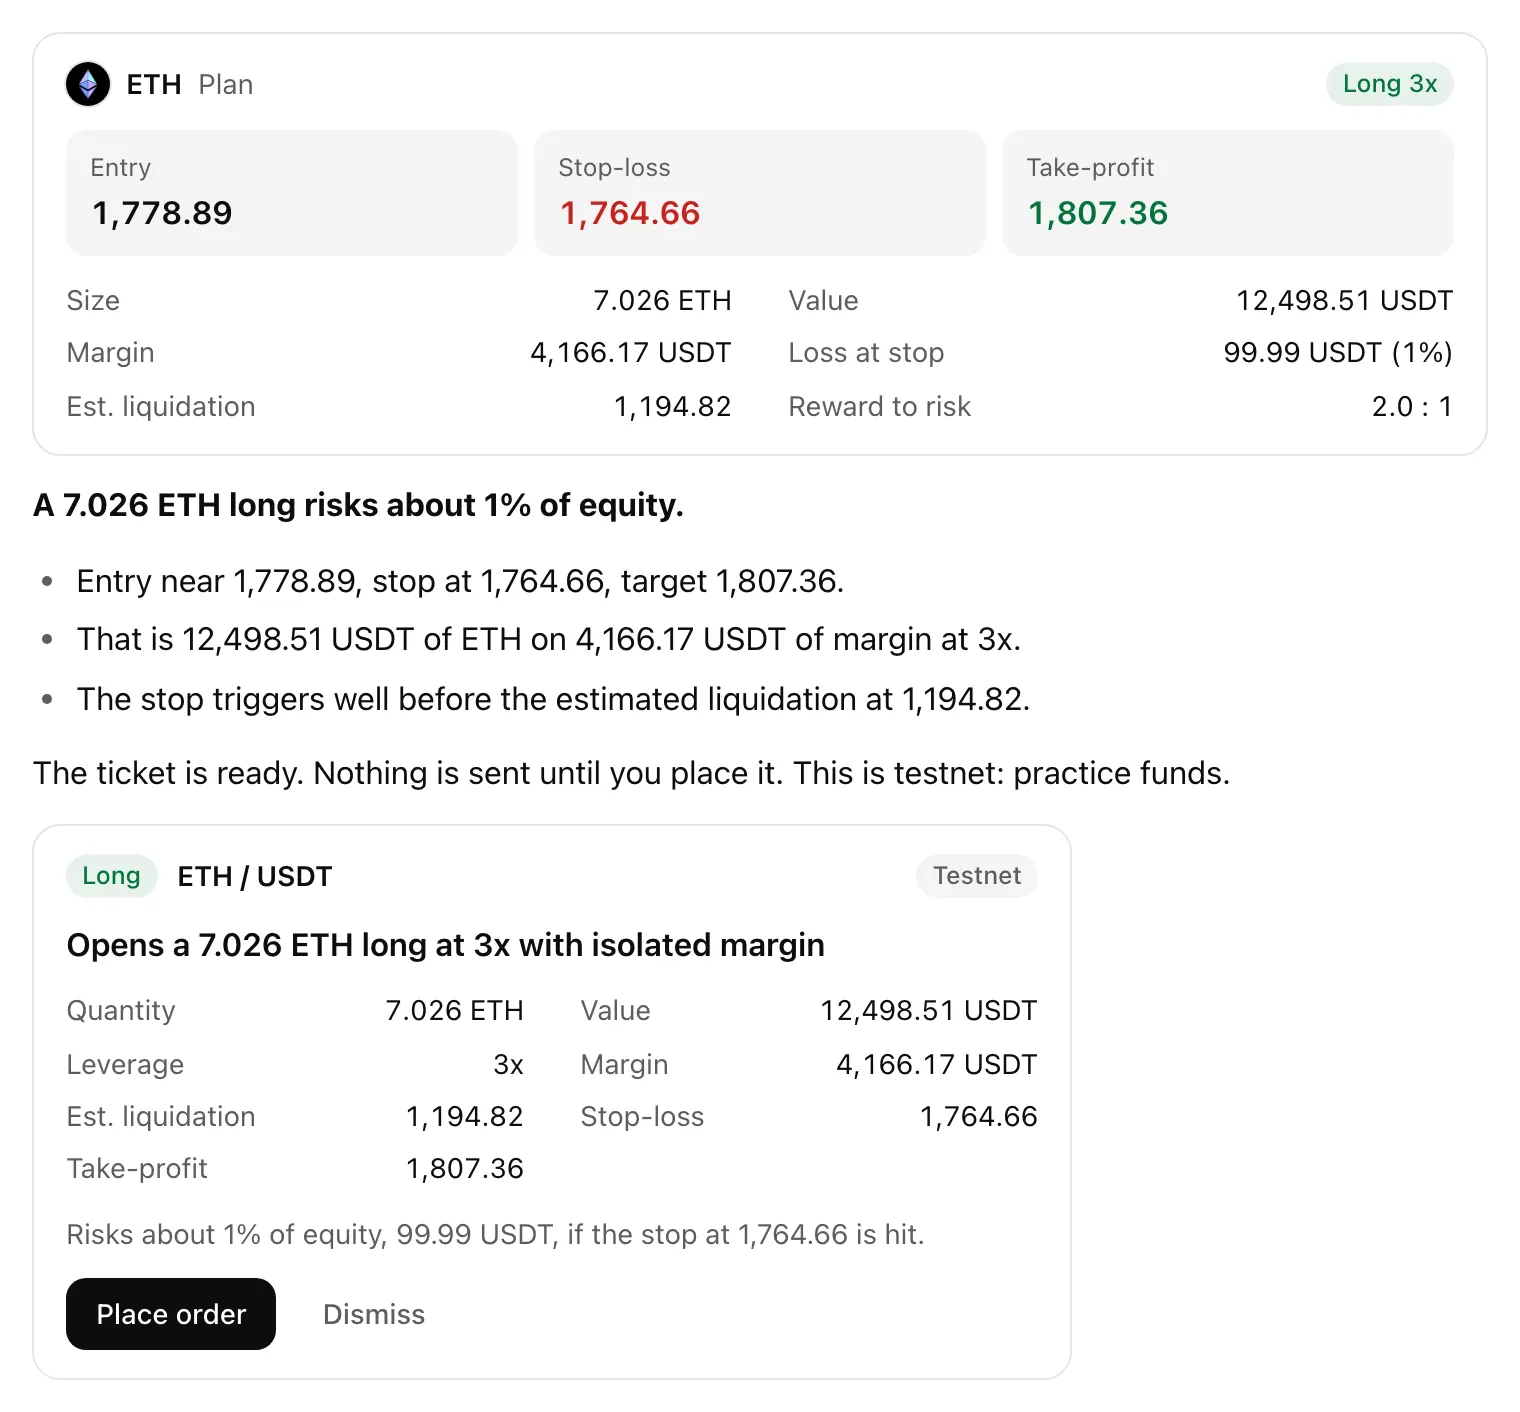 ETH Plan
Long 3x
Entry
1,778.89
Stop-loss
1,764.66
Take-profit
1,807.36
Size 7.026 ETH Value 12,498.51 USDT
Margin 4,166.17 USDT Loss at stop 99.99 USDT (1%)
Est. liquidation 1,194.82 Reward to risk 2.0 : 1
A 7.026 ETH long risks about 1% of equity.
• Entry near 1,778.89, stop at 1,764.66, target 1,807.36.
• That is 12,498.51 USDT of ETH on 4,166.17 USDT of margin at 3x.
• The stop triggers well before the estimated liquidation at 1,194.82.
The ticket is ready. Nothing is sent until you place it. This is testnet: practice funds.
Long ETH / USDT Testnet
Opens a 7.026 ETH long at 3x with isolated margin
Quantity 7.026 ETH Value 12,498.51 USDT
Leverage 3x Margin 4,166.17 USDT
Est. liquidation 1,194.82 Stop-loss 1,764.66
Take-profit 1,807.36
Risks about 1% of equity, 99.99 USDT, if the stop at 1,764.66 is hit.
Place order Dismiss